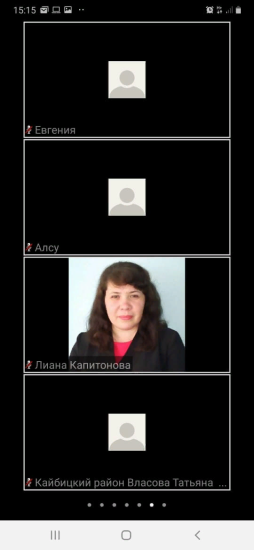 15:15
Евгения
Алсу
Лиана Капитонова
Кайбицкий район Власова Татьяна ...